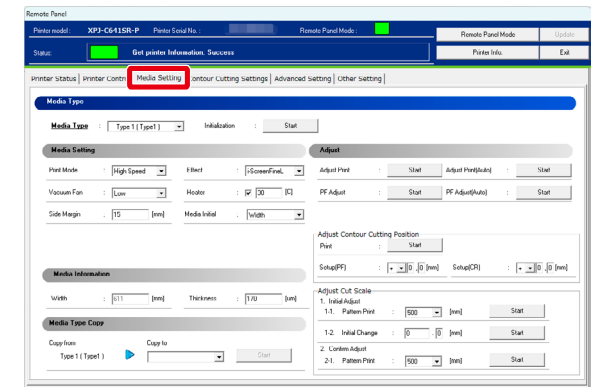 Remote Panel
Printer model : XPJ-C641SR-P Printer Serial No. : Remote Panel Mode :
Remote Panel Mode Update
Status: Got printer Information. Success
Printer Info. Exit
Printer Status Printer Contr Media Setting Contour Cutting Settings Advanced Setting Other Setting
Media Type
Media Type : Type 1 ( Type1 ) Initialization : Start
Media Setting
Print Mode : High Speed Effect : i-ScreenFineL
Vacuum Fan : Low Heater : 30 [C]
Side Margin : 15 [mm] Media Initial : Width
Media Information
Width : 611 [mm] Thickness : 170 [um]
Media Type Copy
Copy from Copy to
Type 1 ( Type1 ) Start
Adjust
Adjust Print : Start Adjust Print(Auto) : Start
PF Adjust : Start PF Adjust(Auto) : Start
Adjust Contour Cutting Position
Print : Start
Setup(PF) : + 0 . 0 [mm] Setup(CR) : + 0 . 0 [mm]
Adjust Cut Scale
1. Initial Adjust
1-1. Pattern Print : 500 [mm] Start
1-2. Initial Change : 0 . 0 [mm] Start
2. Confirm Adjust
2-1. Pattern Print : 500 [mm] Start